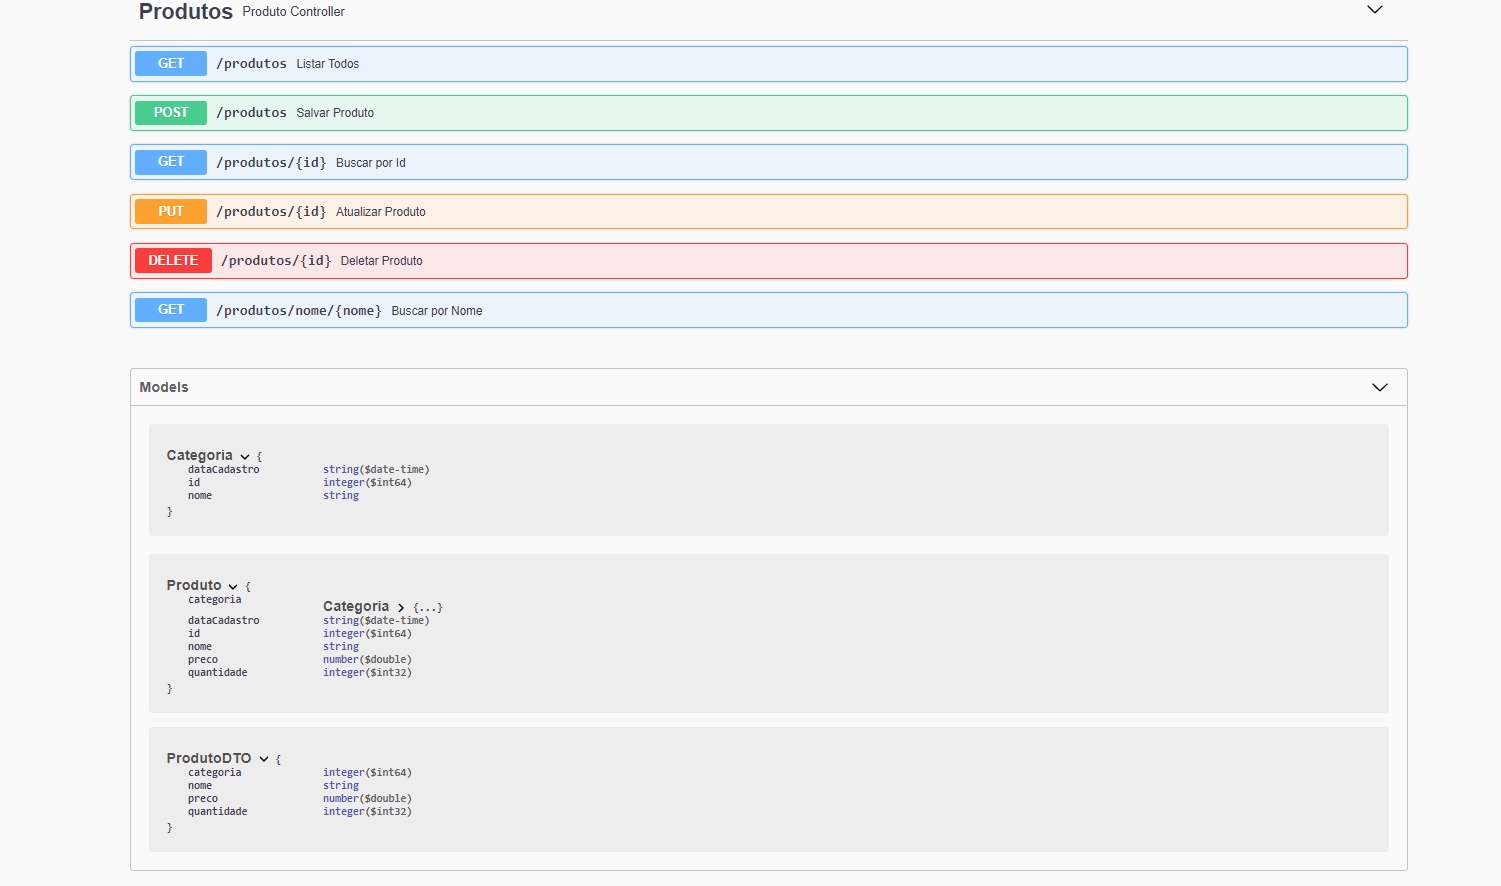 Produtos Produto Controller
GET /produtos Listar Todos
POST /produtos Salvar Produto
GET /produtos/{id} Buscar por Id
PUT /produtos/{id} Atualizar Produto
DELETE /produtos/{id} Deletar Produto
GET /produtos/nome/{nome} Buscar por Nome
Models
Categoria {
dataCadastro string($date-time)
id integer($int64)
nome string
}
Produto {
categoria
Categoria {...}
dataCadastro string($date-time)
id integer($int64)
nome string
preco number($double)
quantidade integer($int32)
}
ProdutoDTO {
categoria integer($int64)
nome string
preco number($double)
quantidade integer($int32)
}